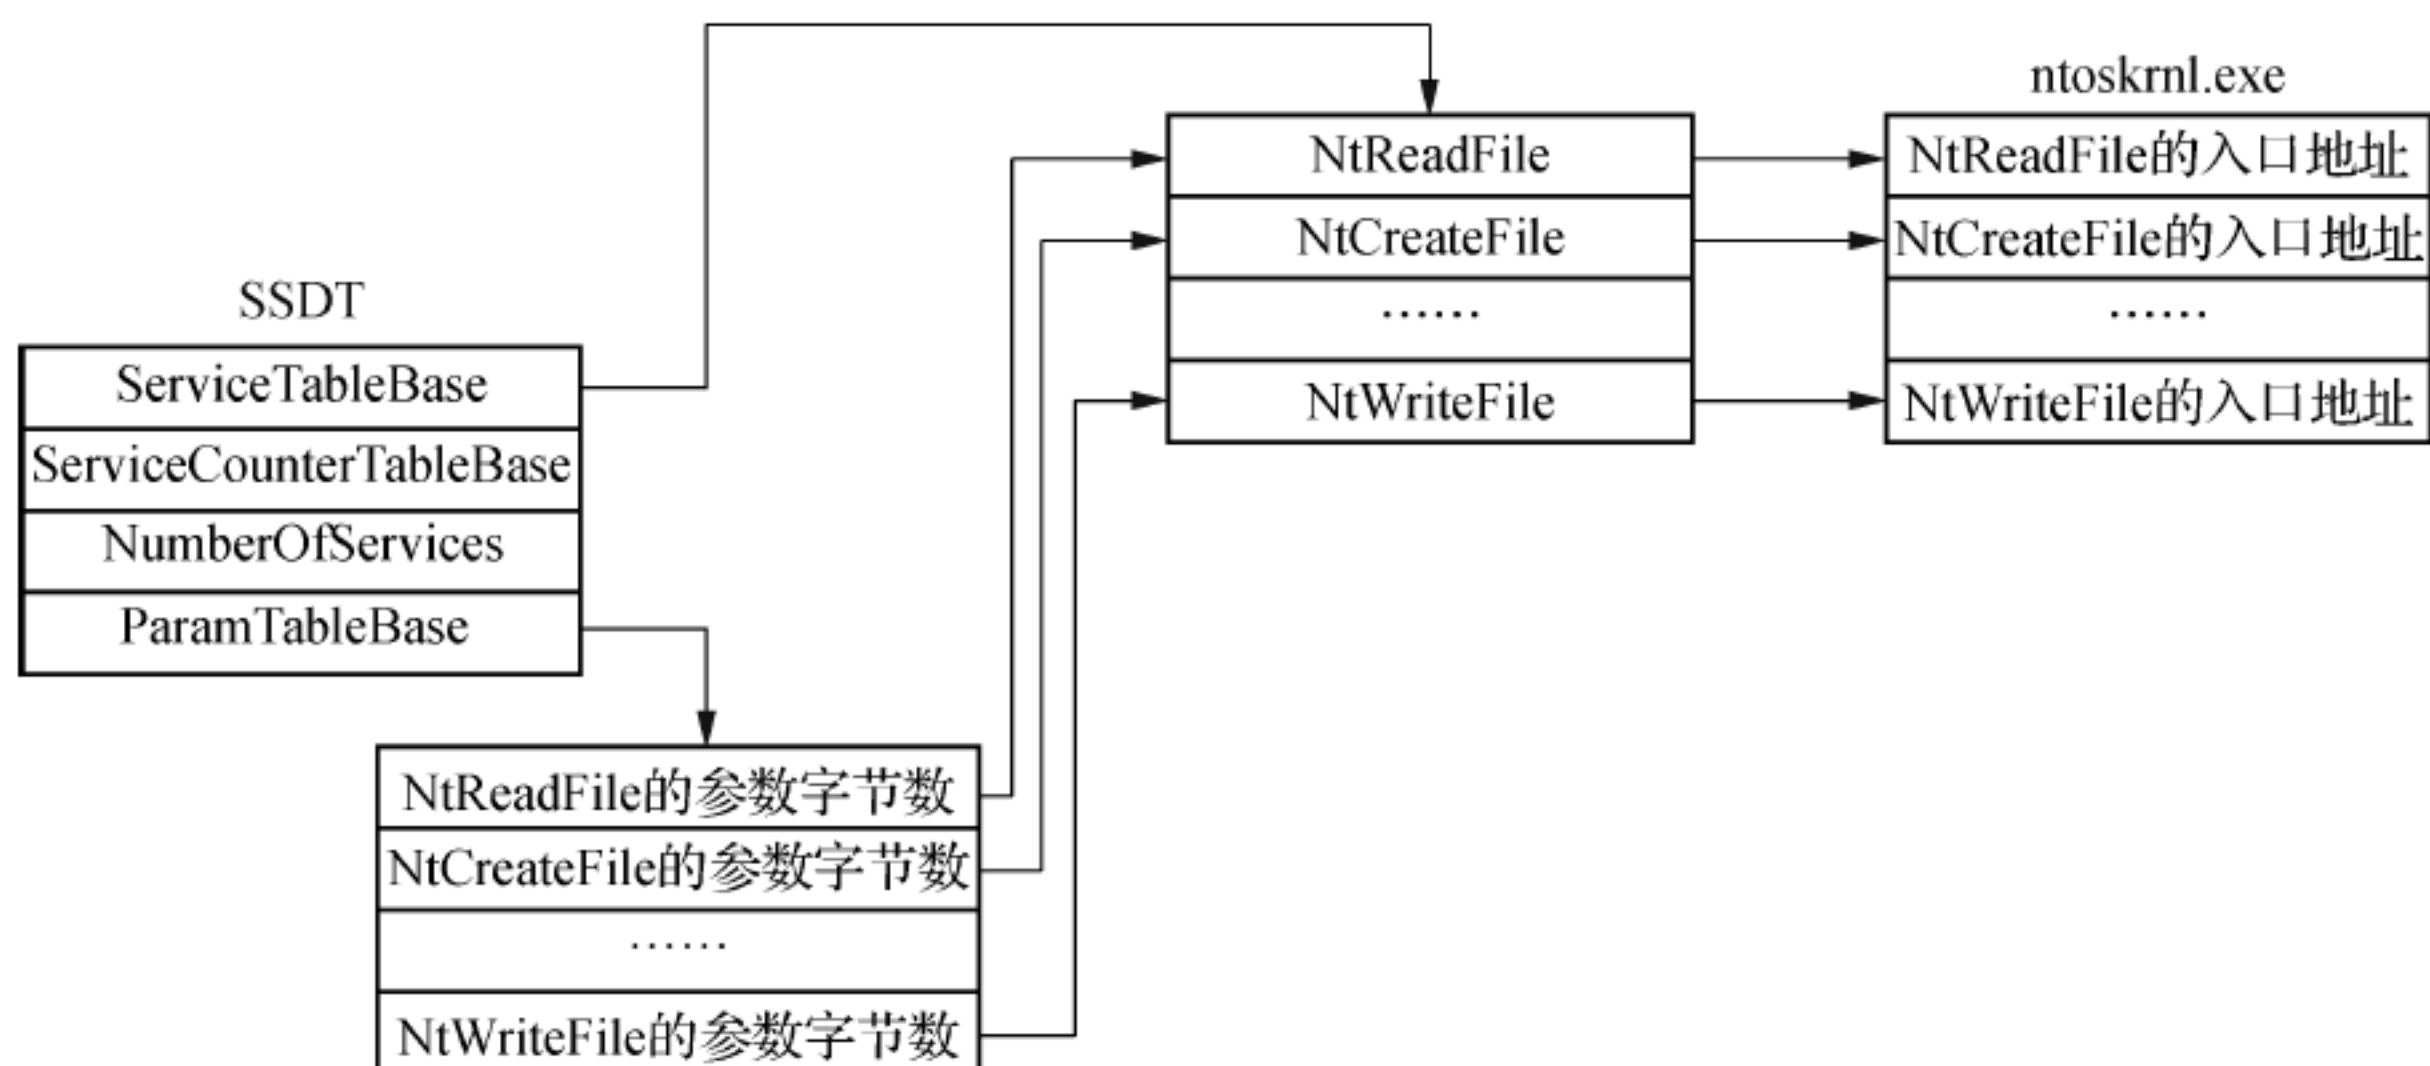 ntoskrnl.exe
NtReadFile
NtReadFile的入口地址
NtCreateFile
NtCreateFile的入口地址
……
……
NtWriteFile
NtWriteFile的入口地址
SSDT
ServiceTableBase
ServiceCounterTableBase
NumberOfServices
ParamTableBase
NtReadFile的参数字节数
NtCreateFile的参数字节数
……
NtWriteFile的参数字节数